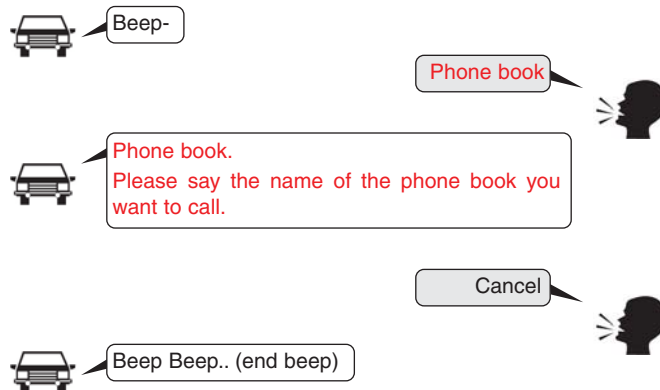 Beep-
Phone book
Phone book.
Please say the name of the phone book you
want to call.
Cancel
Beep Beep.. (end beep)